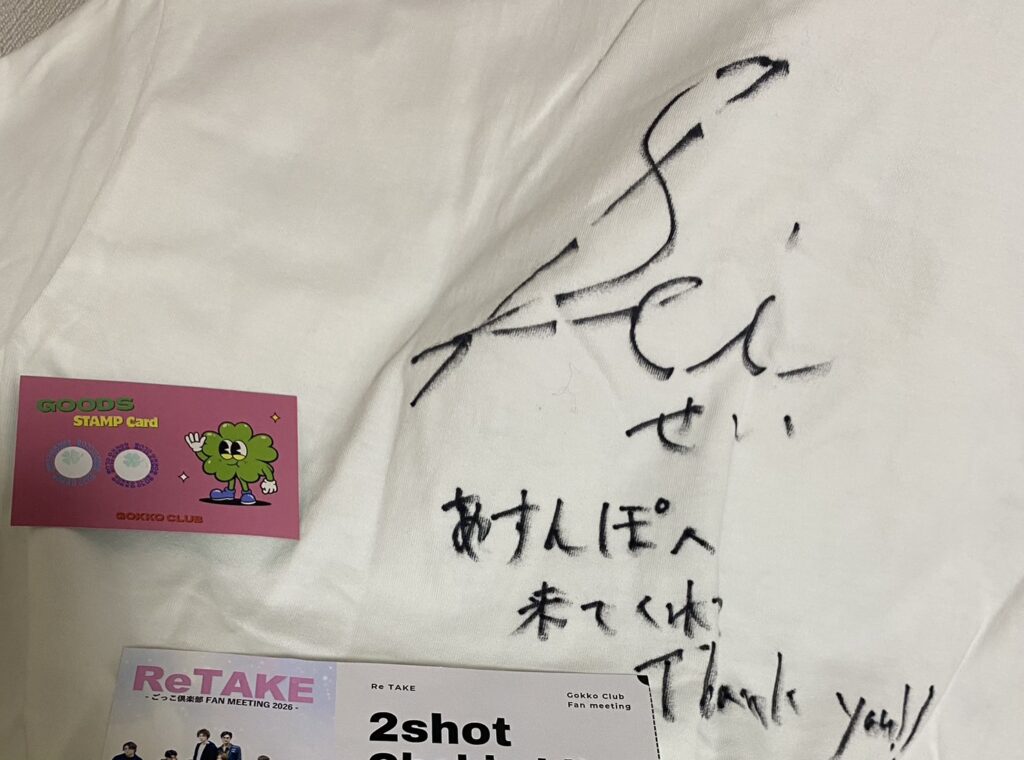 Sei
せい
あすんぽへ
来てくれて
Thank you!!
GOODS
STAMP Card
GOKKO CLUB
ReTAKE
- ごっこ倶楽部 FAN MEETING 2026 -
Re TAKE
Gokko Club
Fan meeting
2shot